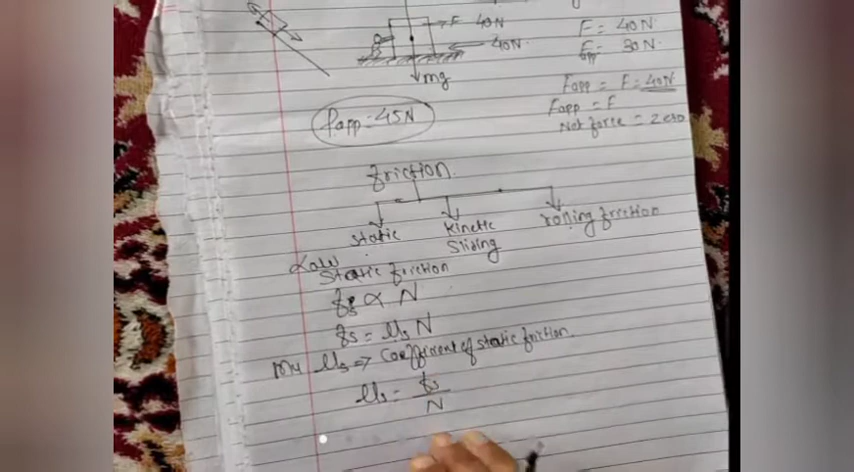 F 40N
F = 40N
40N
30N
mg
Fapp = F = 40N
Fapp = F
Net force = Zero
Fapp = 45N
Friction
static
Kinetic
Sliding
rolling friction
Law
Static friction
fs ∝ N
fs = μs N
μs => Coefficient of static friction
μs = fs
N